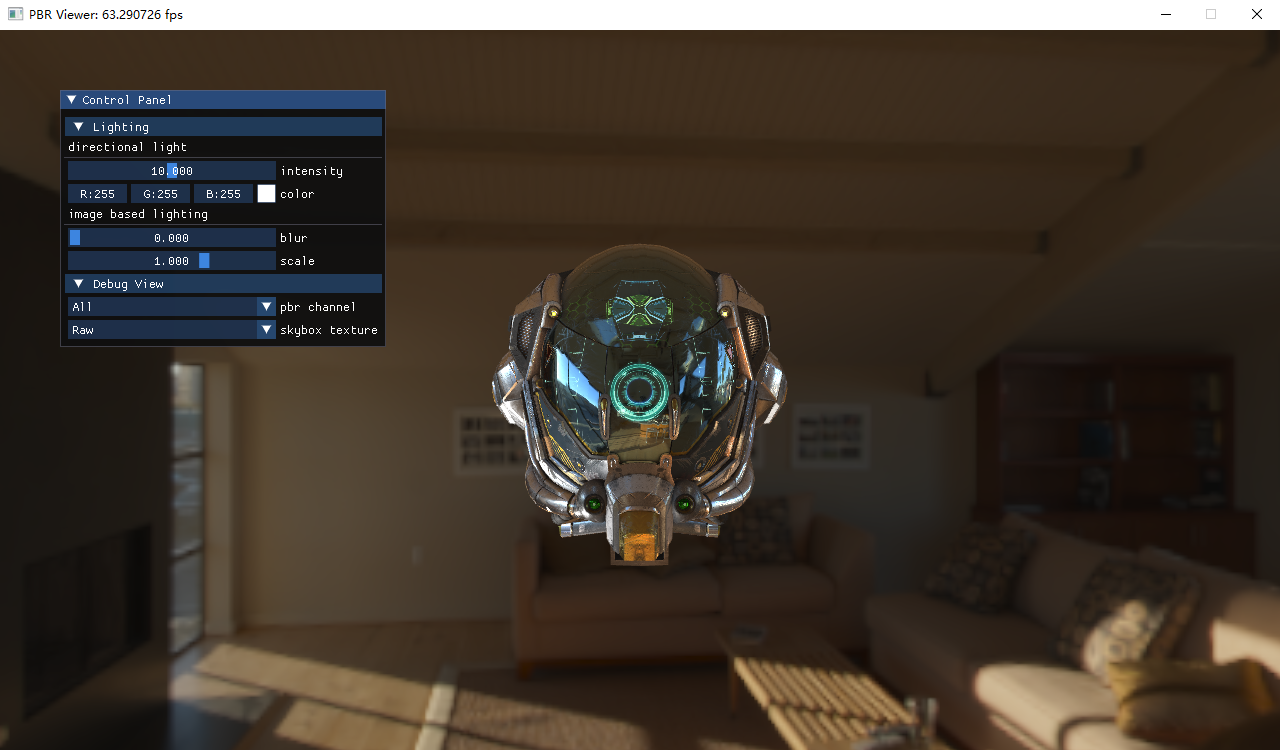 PBR Viewer: 63.290726 fps
Control Panel
Lighting
directional light
10.000 intensity
R:255 G:255 B:255 color
image based lighting
0.000 blur
1.000 scale
Debug View
All pbr channel
Raw skybox texture